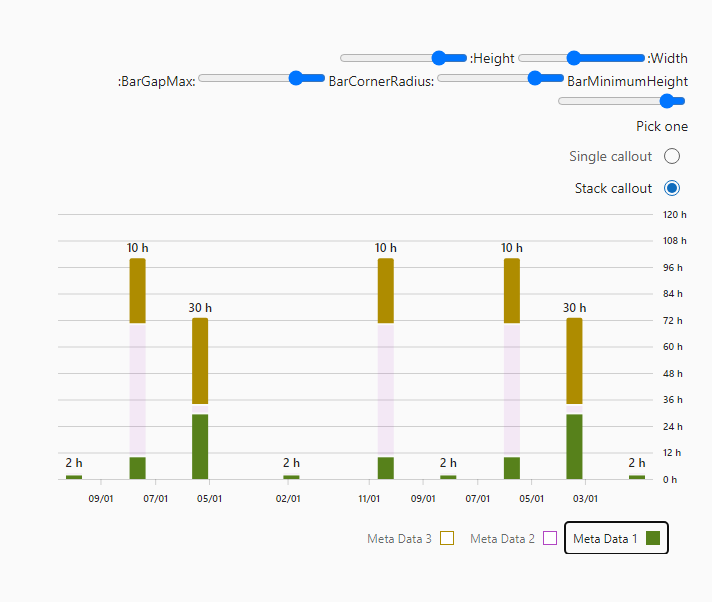 :Width :Height
BarMinimumHeight BarCornerRadius: :BarGapMax:
Pick one
Single callout
Stack callout
120 h
108 h
96 h
84 h
72 h
60 h
48 h
36 h
24 h
12 h
0 h
10 h 10 h 10 h
30 h 30 h
2 h 2 h 2 h 2 h
09/01 07/01 05/01 02/01 11/01 09/01 07/01 05/01 03/01
Meta Data 3 Meta Data 2 Meta Data 1